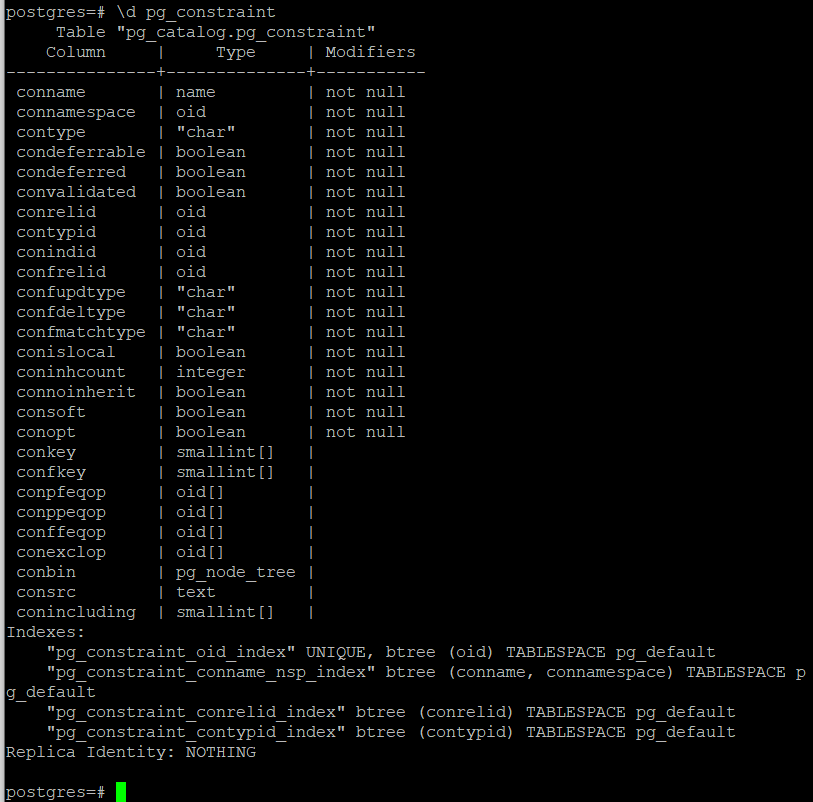 postgres=# \d pg_constraint
     Table "pg_catalog.pg_constraint"
    Column     |     Type     | Modifiers
---------------+--------------+-----------
 conname       | name         | not null
 connamespace  | oid          | not null
 contype       | "char"       | not null
 condeferrable | boolean      | not null
 condeferred   | boolean      | not null
 convalidated  | boolean      | not null
 conrelid      | oid          | not null
 contypid      | oid          | not null
 conindid      | oid          | not null
 confrelid     | oid          | not null
 confupdtype   | "char"       | not null
 confdeltype   | "char"       | not null
 confmatchtype | "char"       | not null
 conislocal    | boolean      | not null
 coninhcount   | integer      | not null
 connoinherit  | boolean      | not null
 consoft       | boolean      | not null
 conopt        | boolean      | not null
 conkey        | smallint[]   |
 confkey       | smallint[]   |
 conpfeqop     | oid[]        |
 conppeqop     | oid[]        |
 conffeqop     | oid[]        |
 conexclop     | oid[]        |
 conbin        | pg_node_tree |
 consrc        | text         |
 conincluding  | smallint[]   |
Indexes:
    "pg_constraint_oid_index" UNIQUE, btree (oid) TABLESPACE pg_default
    "pg_constraint_conname_nsp_index" btree (conname, connamespace) TABLESPACE p
g_default
    "pg_constraint_conrelid_index" btree (conrelid) TABLESPACE pg_default
    "pg_constraint_contypid_index" btree (contypid) TABLESPACE pg_default
Replica Identity: NOTHING

postgres=#